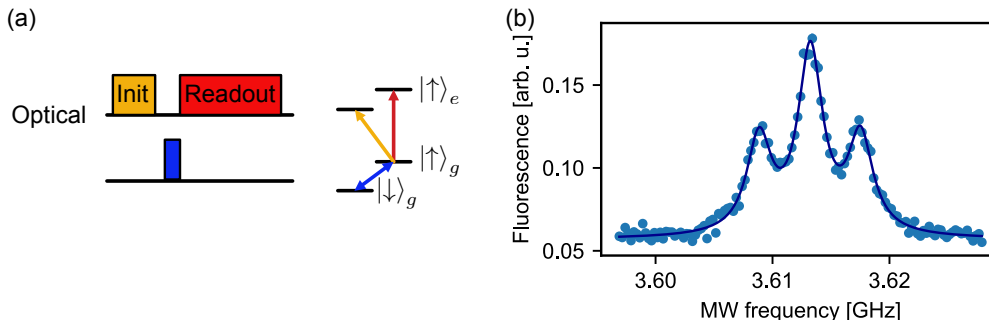 (a)
Init
Readout
Optical
|↑⟩e
|↑⟩g
|↓⟩g
(b)
Fluorescence [arb. u.]
0.15
0.10
0.05
3.60
3.61
3.62
MW frequency [GHz]